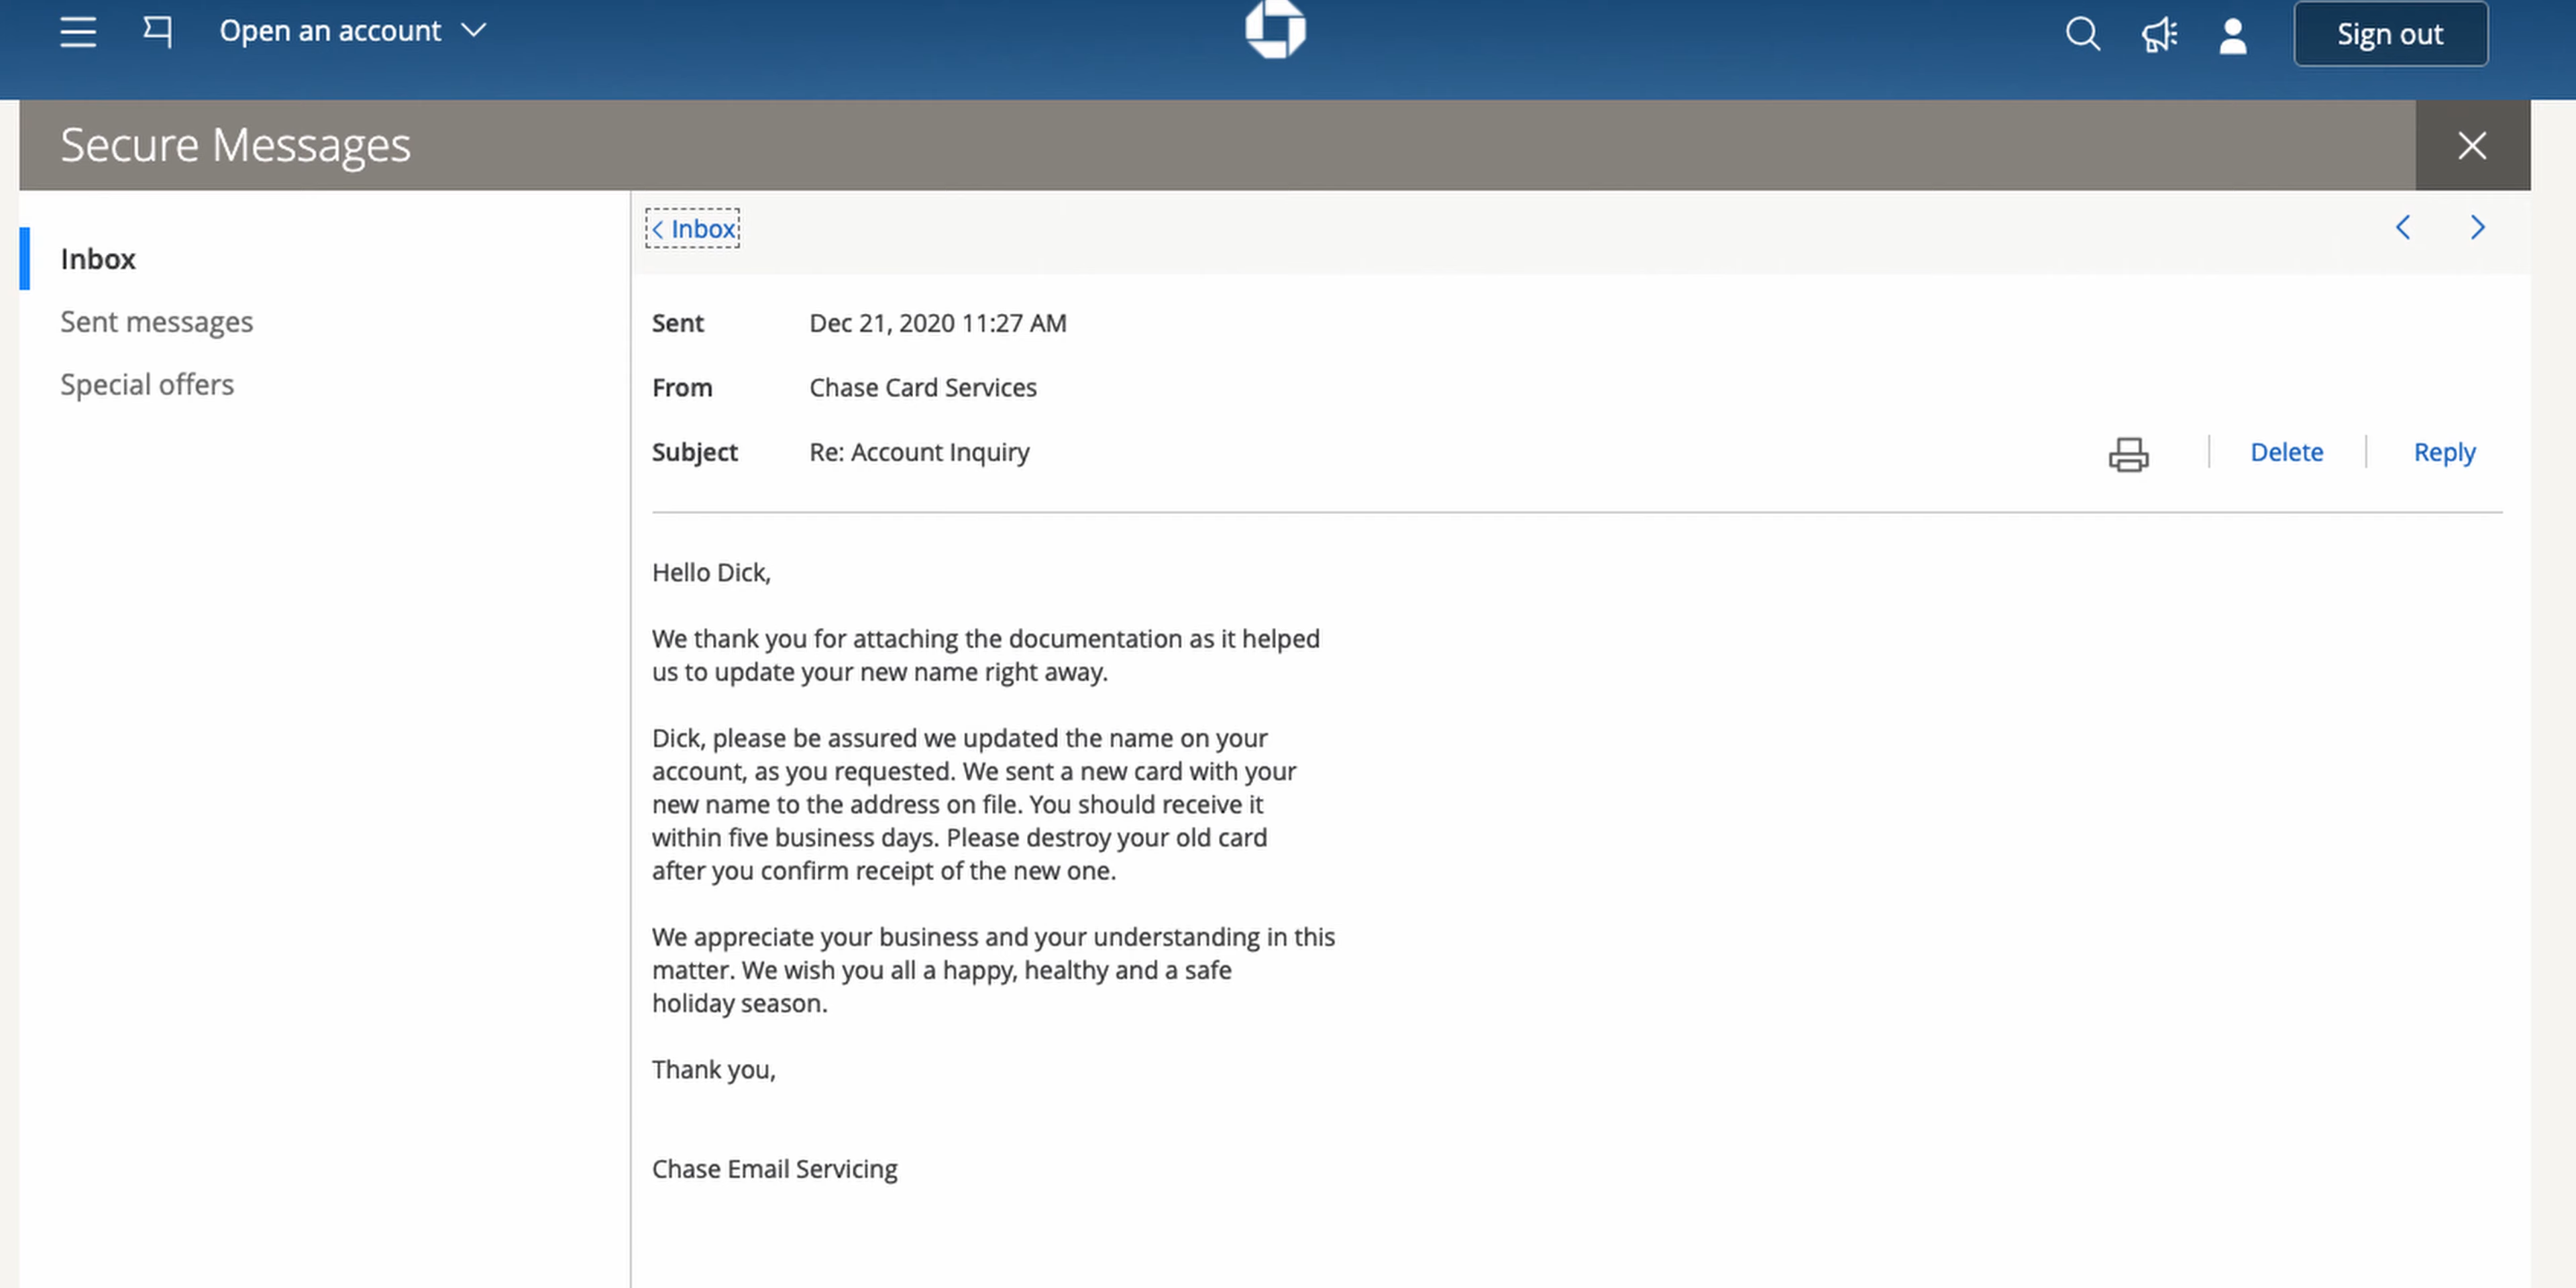 Open an account
Sign out
Secure Messages
Inbox
Sent messages
Special offers
Inbox
Sent Dec 21, 2020 11:27 AM
From Chase Card Services
Subject Re: Account Inquiry
Delete
Reply
Hello Dick,
We thank you for attaching the documentation as it helped
us to update your new name right away.
Dick, please be assured we updated the name on your
account, as you requested. We sent a new card with your
new name to the address on file. You should receive it
within five business days. Please destroy your old card
after you confirm receipt of the new one.
We appreciate your business and your understanding in this
matter. We wish you all a happy, healthy and a safe
holiday season.
Thank you,
Chase Email Servicing